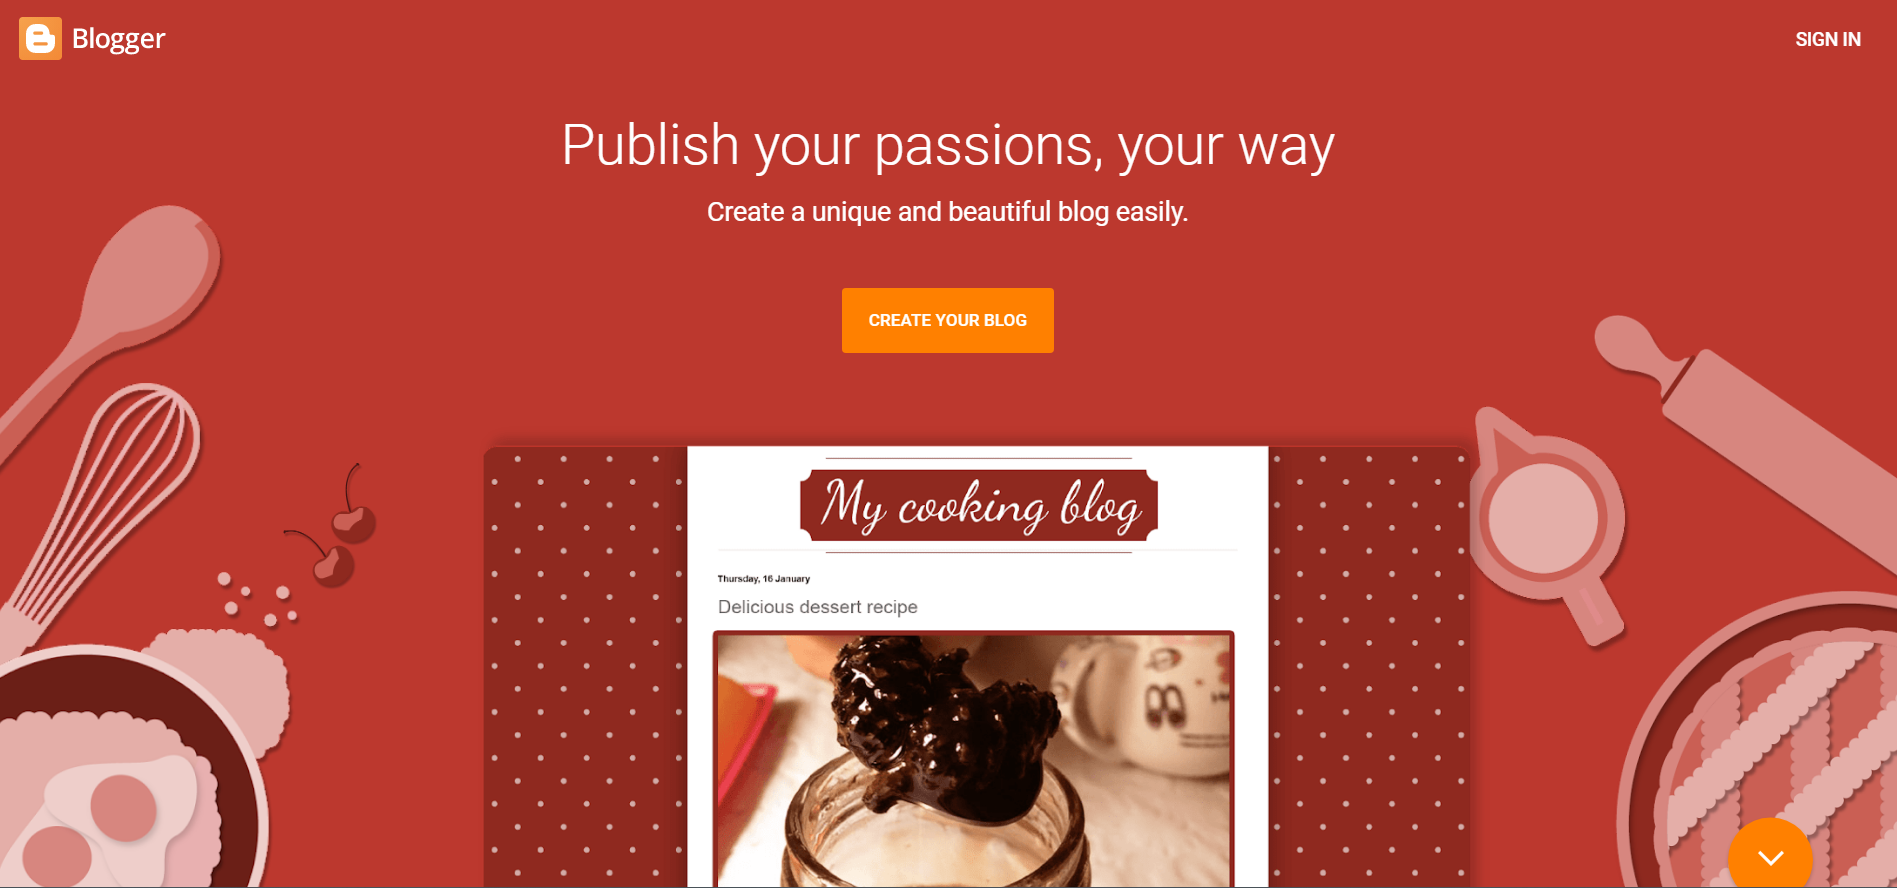 Blogger
SIGN IN
Publish your passions, your way
Create a unique and beautiful blog easily.
CREATE YOUR BLOG
My cooking blog
Thursday, 16 January
Delicious dessert recipe